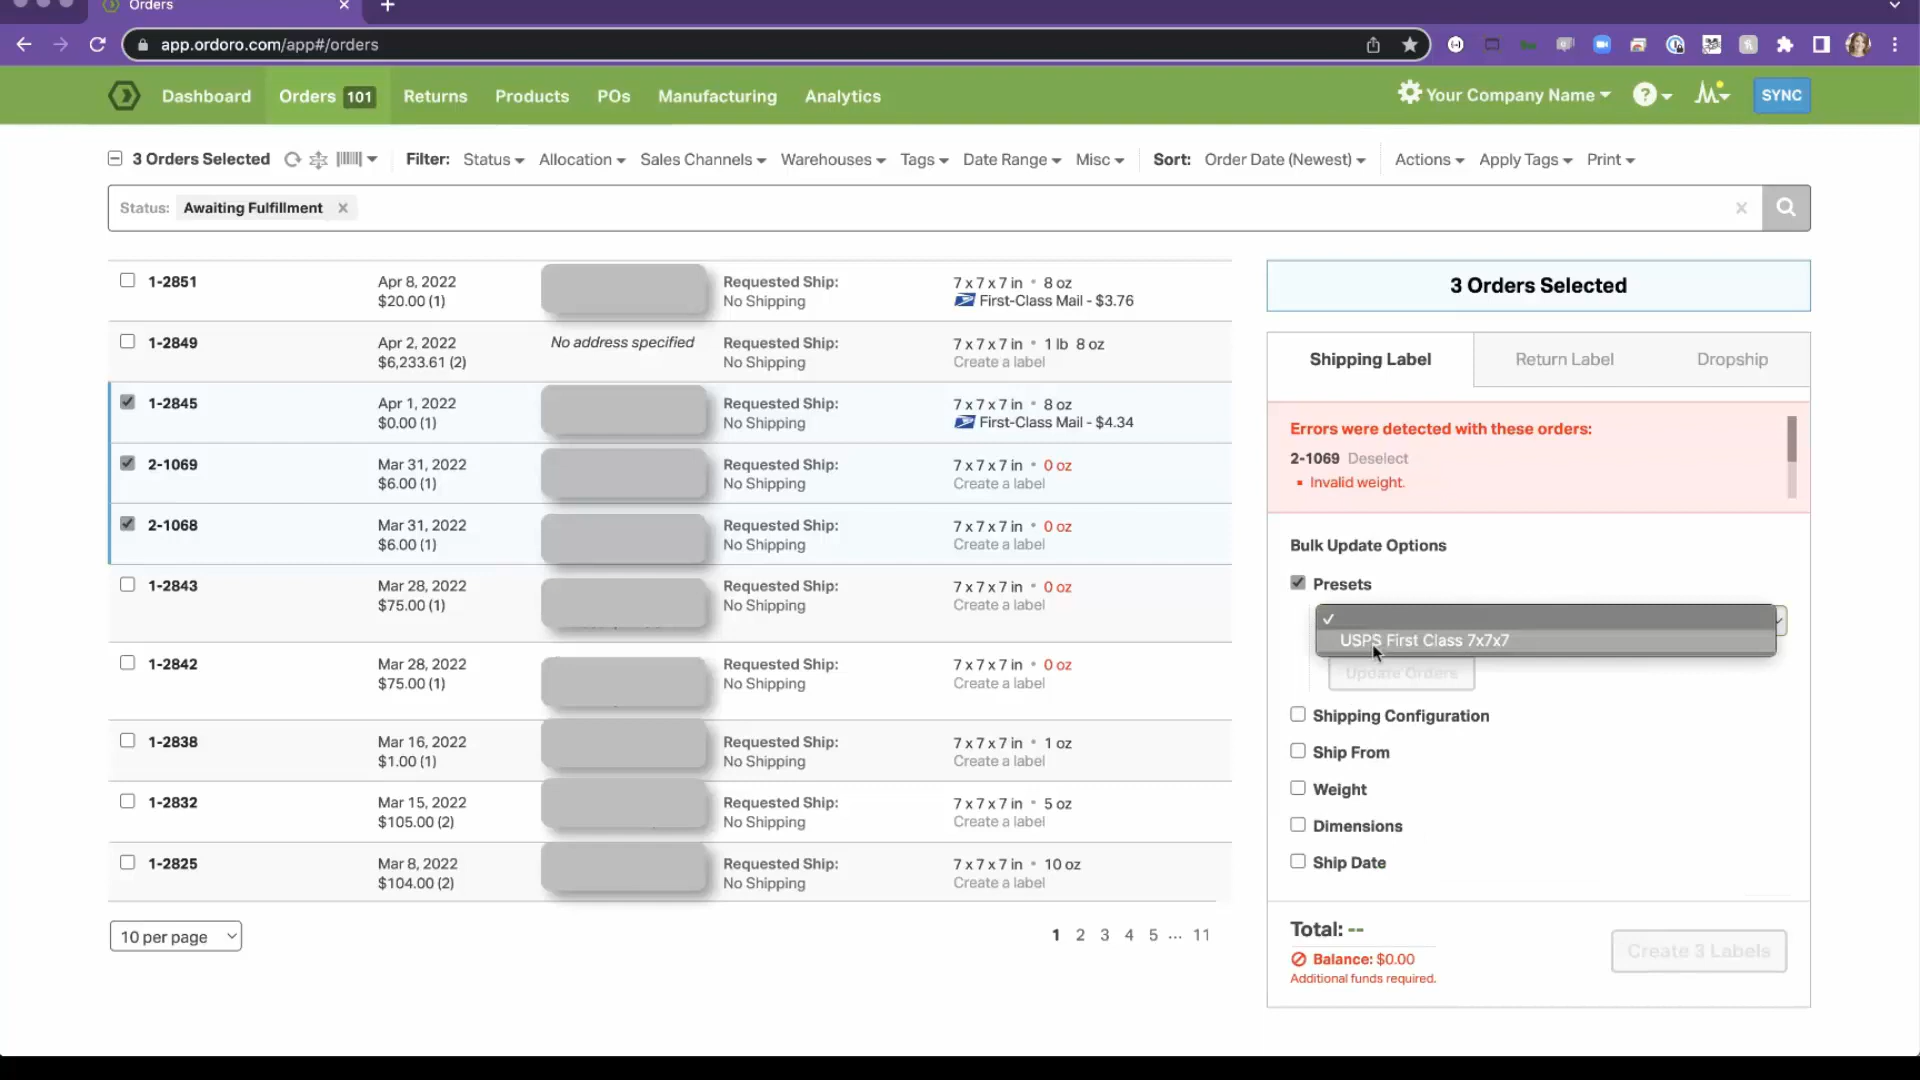 Orders
app.ordoro.com/app#/orders
Dashboard
Orders 101
Returns
Products
POs
Manufacturing
Analytics
Your Company Name
?
SYNC
3 Orders Selected
Filter:
Status
Allocation
Sales Channels
Warehouses
Tags
Date Range
Misc
Sort:
Order Date (Newest)
Actions
Apply Tags
Print
Status: Awaiting Fulfillment
1-2851
Apr 8, 2022
$20.00 (1)
Requested Ship:
No Shipping
7 x 7 x 7 in • 8 oz
First-Class Mail - $3.76
1-2849
Apr 2, 2022
$6,233.61 (2)
No address specified
Requested Ship:
No Shipping
7 x 7 x 7 in • 1 lb 8 oz
Create a label
1-2845
Apr 1, 2022
$0.00 (1)
Requested Ship:
No Shipping
7 x 7 x 7 in • 8 oz
First-Class Mail - $4.34
2-1069
Mar 31, 2022
$6.00 (1)
Requested Ship:
No Shipping
7 x 7 x 7 in • 0 oz
Create a label
2-1068
Mar 31, 2022
$6.00 (1)
Requested Ship:
No Shipping
7 x 7 x 7 in • 0 oz
Create a label
1-2843
Mar 28, 2022
$75.00 (1)
Requested Ship:
No Shipping
7 x 7 x 7 in • 0 oz
Create a label
1-2842
Mar 28, 2022
$75.00 (1)
Requested Ship:
No Shipping
7 x 7 x 7 in • 0 oz
Create a label
1-2838
Mar 16, 2022
$1.00 (1)
Requested Ship:
No Shipping
7 x 7 x 7 in • 1 oz
Create a label
1-2832
Mar 15, 2022
$105.00 (2)
Requested Ship:
No Shipping
7 x 7 x 7 in • 5 oz
Create a label
1-2825
Mar 8, 2022
$104.00 (2)
Requested Ship:
No Shipping
7 x 7 x 7 in • 10 oz
Create a label
10 per page
1 2 3 4 5 ... 11
3 Orders Selected
Shipping Label
Return Label
Dropship
Errors were detected with these orders:
2-1069 Deselect
▪ Invalid weight.
Bulk Update Options
Presets
USPS First Class 7x7x7
Update Orders
Shipping Configuration
Ship From
Weight
Dimensions
Ship Date
Total: --
Balance: $0.00
Additional funds required.
Create 3 Labels